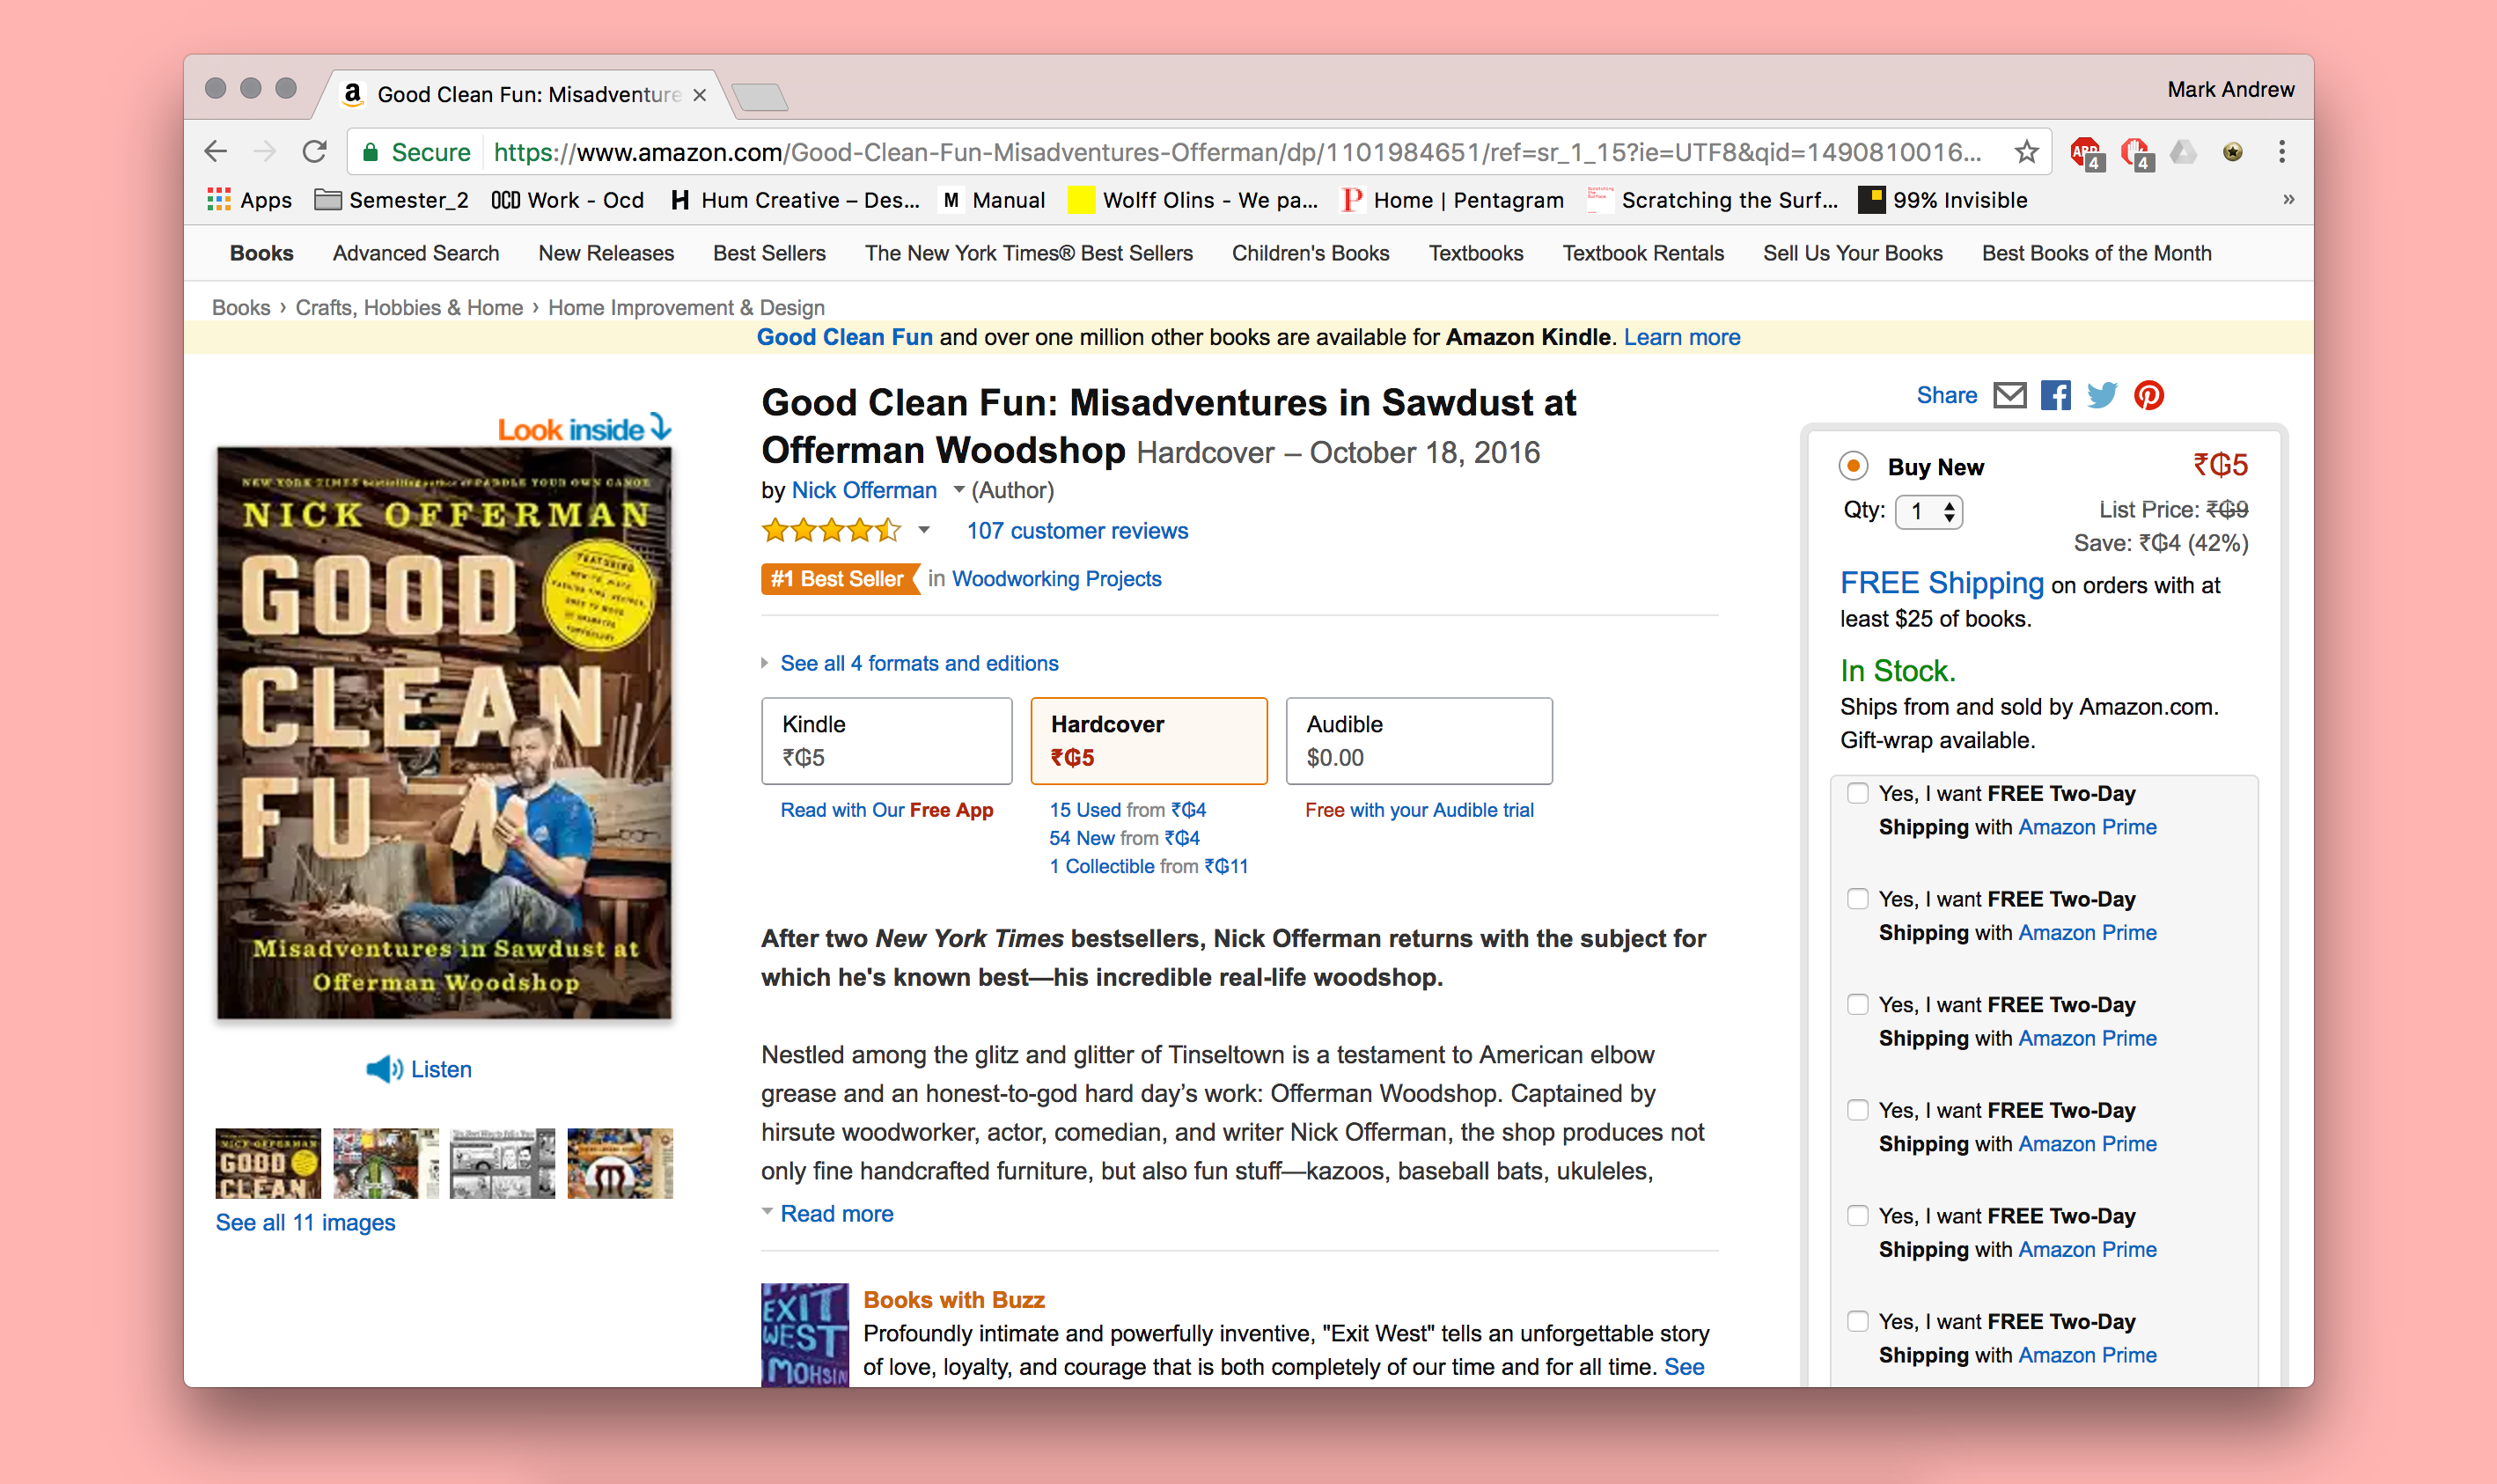 Good Clean Fun: Misadventure
Mark Andrew
Secure https://www.amazon.com/Good-Clean-Fun-Misadventures-Offerman/dp/1101984651/ref=sr_1_15?ie=UTF8&qid=1490810016...
ABP 4 4
Apps Semester_2 OCD Work - Ocd H Hum Creative – Des... M Manual Wolff Olins - We pa... P Home | Pentagram Scratching the Surf... 99% Invisible »
Books Advanced Search New Releases Best Sellers The New York Times® Best Sellers Children's Books Textbooks Textbook Rentals Sell Us Your Books Best Books of the Month
Books › Crafts, Hobbies & Home › Home Improvement & Design
Good Clean Fun and over one million other books are available for Amazon Kindle. Learn more
Look inside
NEW YORK TIMES bestselling author of PADDLE YOUR OWN CANOE
NICK OFFERMAN
GOOD
CLEAN
FUN
FEATURING
Misadventures in Sawdust at
Offerman Woodshop
Listen
NICK OFFERMAN
GOOD
CLEAN
See all 11 images
Good Clean Fun: Misadventures in Sawdust at
Offerman Woodshop Hardcover – October 18, 2016
by Nick Offerman (Author)
107 customer reviews
#1 Best Seller in Woodworking Projects
See all 4 formats and editions
Kindle
₹₲5
Read with Our Free App
Hardcover
₹₲5
15 Used from ₹₲4
54 New from ₹₲4
1 Collectible from ₹₲11
Audible
$0.00
Free with your Audible trial
After two New York Times bestsellers, Nick Offerman returns with the subject for
which he's known best—his incredible real-life woodshop.
Nestled among the glitz and glitter of Tinseltown is a testament to American elbow
grease and an honest-to-god hard day’s work: Offerman Woodshop. Captained by
hirsute woodworker, actor, comedian, and writer Nick Offerman, the shop produces not
only fine handcrafted furniture, but also fun stuff—kazoos, baseball bats, ukuleles,
Read more
EXIT
WEST
MOHSIN
Books with Buzz
Profoundly intimate and powerfully inventive, "Exit West" tells an unforgettable story
of love, loyalty, and courage that is both completely of our time and for all time. See
Share
Buy New ₹₲5
Qty: 1 List Price: ₹₲9
Save: ₹₲4 (42%)
FREE Shipping on orders with at
least $25 of books.
In Stock.
Ships from and sold by Amazon.com.
Gift-wrap available.
Yes, I want FREE Two-Day
Shipping with Amazon Prime
Yes, I want FREE Two-Day
Shipping with Amazon Prime
Yes, I want FREE Two-Day
Shipping with Amazon Prime
Yes, I want FREE Two-Day
Shipping with Amazon Prime
Yes, I want FREE Two-Day
Shipping with Amazon Prime
Yes, I want FREE Two-Day
Shipping with Amazon Prime